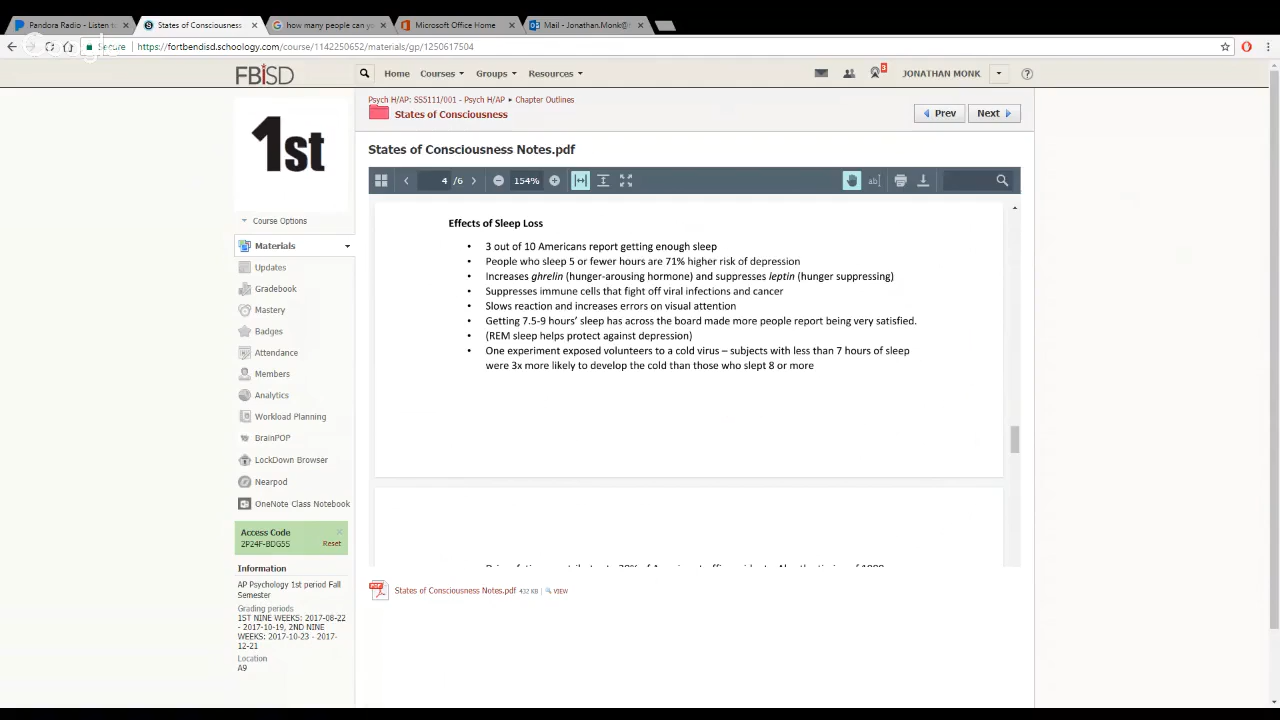 Pandora Radio - Listen to
States of Consciousness
how many people can yo
Microsoft Office Home
Mail - Jonathan.Monk@
Secure
https://fortbendisd.schoology.com/course/1142250652/materials/gp/1250617504
FBISD
Home
Courses
Groups
Resources
3
JONATHAN MONK
1st
Psych H/AP: SS5111/001 - Psych H/AP
Chapter Outlines
States of Consciousness
Prev
Next
States of Consciousness Notes.pdf
4 /6
154%
Course Options
Materials
Updates
Gradebook
Mastery
Badges
Attendance
Members
Analytics
Workload Planning
BrainPOP
LockDown Browser
Nearpod
OneNote Class Notebook
Access Code
2P24F-BDG5S
Reset
Information
AP Psychology 1st period Fall
Semester
Grading periods
1ST NINE WEEKS: 2017-08-22
- 2017-10-19, 2ND NINE
WEEKS: 2017-10-23 - 2017-
12-21
Location
A9
Effects of Sleep Loss
• 3 out of 10 Americans report getting enough sleep
• People who sleep 5 or fewer hours are 71% higher risk of depression
• Increases ghrelin (hunger-arousing hormone) and suppresses leptin (hunger suppressing)
• Suppresses immune cells that fight off viral infections and cancer
• Slows reaction and increases errors on visual attention
• Getting 7.5-9 hours' sleep has across the board made more people report being very satisfied.
• (REM sleep helps protect against depression)
• One experiment exposed volunteers to a cold virus – subjects with less than 7 hours of sleep
were 3x more likely to develop the cold than those who slept 8 or more
States of Consciousness Notes.pdf 432 KB
VIEW